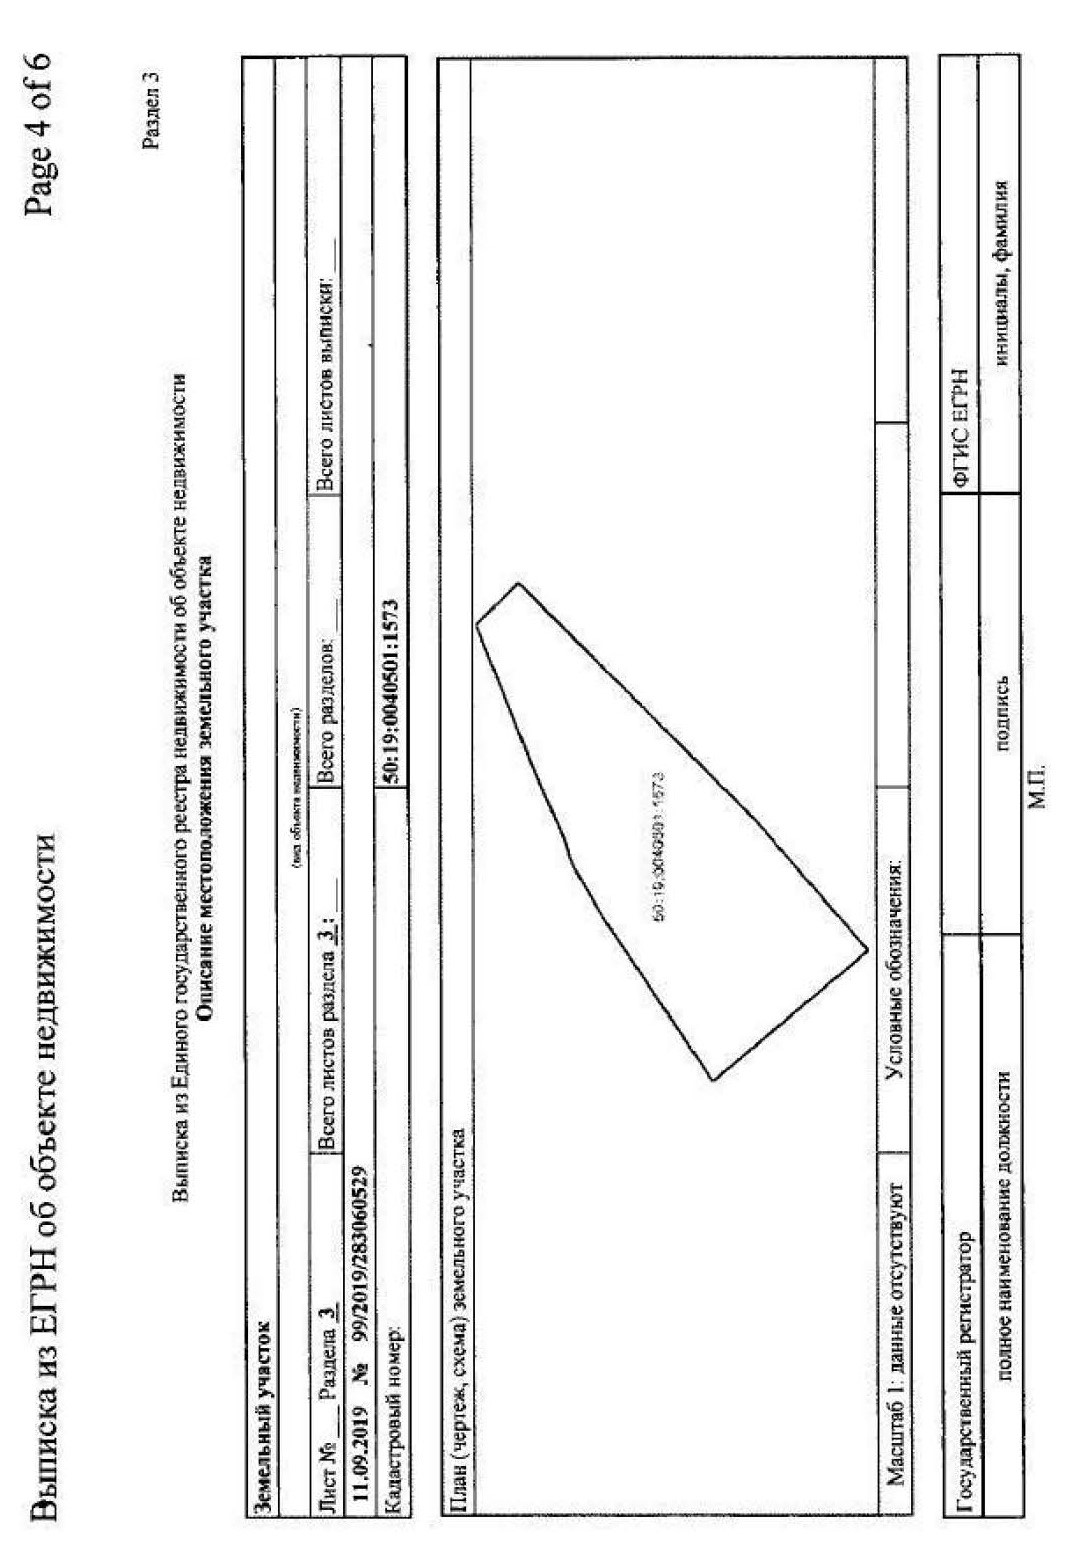 Выписка из ЕГРН об объекте недвижимости
Page 4 of 6
Раздел 3
Выписка из Единого государственного реестра недвижимости об объекте недвижимости
Описание местоположения земельного участка
Земельный участок
(вид объекта недвижимости)
Лист № ___ Раздела 3
Всего листов раздела 3 : ___
Всего разделов: ___
Всего листов выписки: ___
11.09.2019 № 99/2019/283060529
Кадастровый номер:
50:19:0040501:1573
План (чертеж, схема) земельного участка
50:19:0040501:1573
Масштаб 1: данные отсутствуют
Условные обозначения:
Государственный регистратор
ФГИС ЕГРН
полное наименование должности
подпись
инициалы, фамилия
М.П.